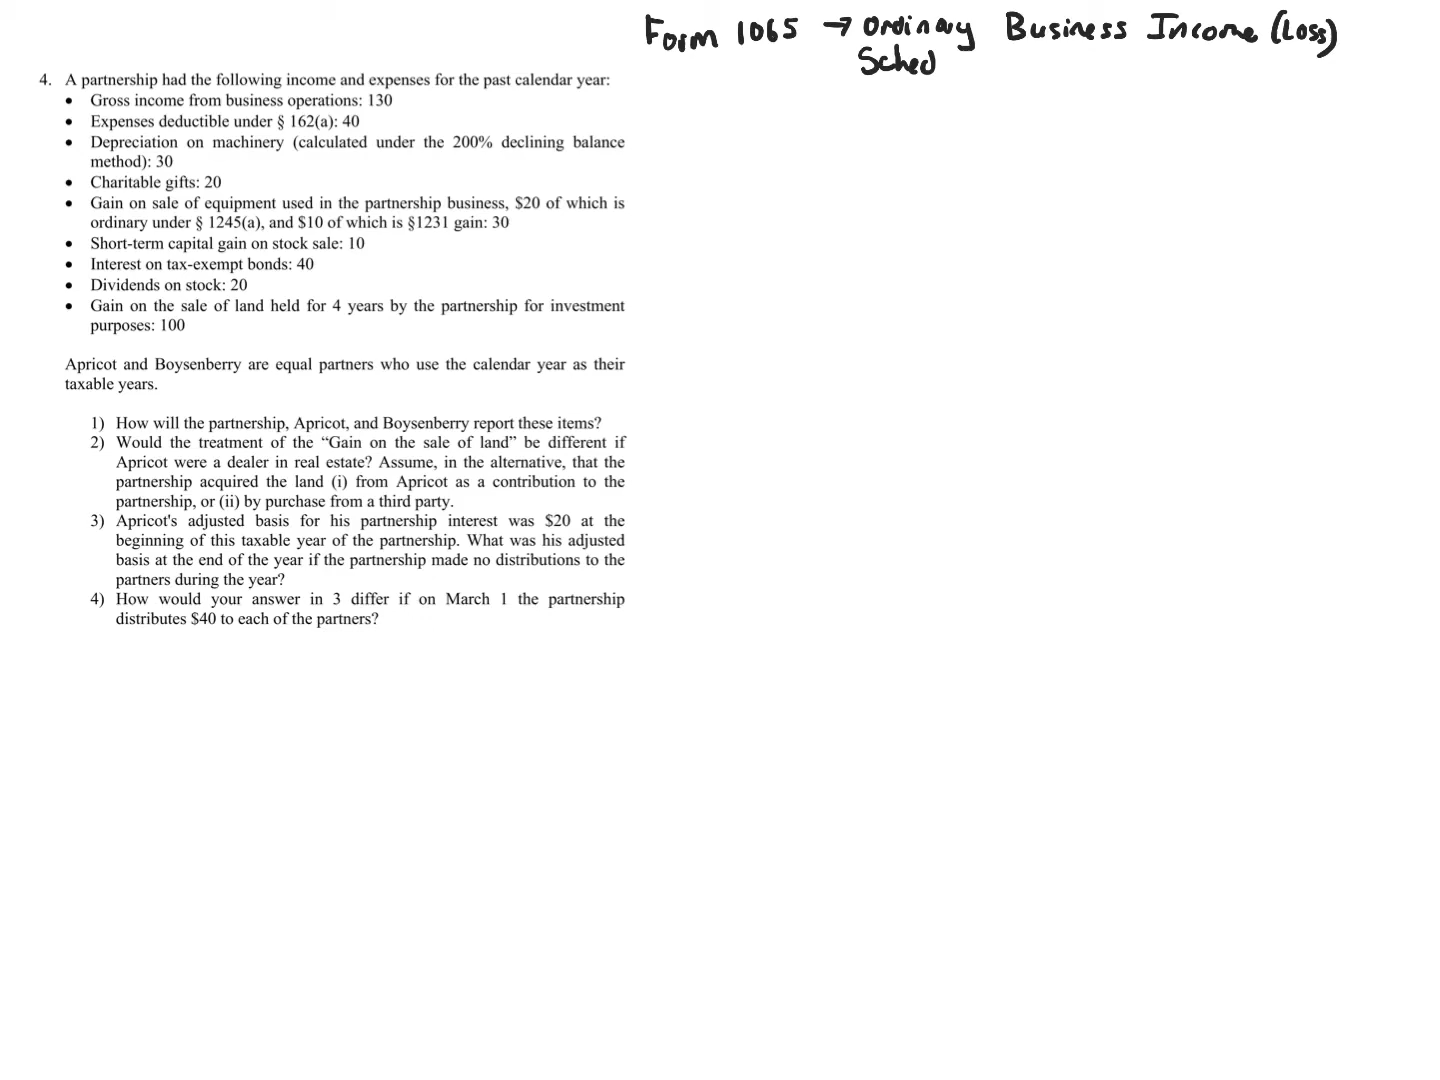 Form 1065 → Ordinary Business Income (Loss)
Sched
4. A partnership had the following income and expenses for the past calendar year:
• Gross income from business operations: 130
• Expenses deductible under § 162(a): 40
• Depreciation on machinery (calculated under the 200% declining balance
method): 30
• Charitable gifts: 20
• Gain on sale of equipment used in the partnership business, $20 of which is
ordinary under § 1245(a), and $10 of which is §1231 gain: 30
• Short-term capital gain on stock sale: 10
• Interest on tax-exempt bonds: 40
• Dividends on stock: 20
• Gain on the sale of land held for 4 years by the partnership for investment
purposes: 100
Apricot and Boysenberry are equal partners who use the calendar year as their
taxable years.
1) How will the partnership, Apricot, and Boysenberry report these items?
2) Would the treatment of the “Gain on the sale of land” be different if
Apricot were a dealer in real estate? Assume, in the alternative, that the
partnership acquired the land (i) from Apricot as a contribution to the
partnership, or (ii) by purchase from a third party.
3) Apricot's adjusted basis for his partnership interest was $20 at the
beginning of this taxable year of the partnership. What was his adjusted
basis at the end of the year if the partnership made no distributions to the
partners during the year?
4) How would your answer in 3 differ if on March 1 the partnership
distributes $40 to each of the partners?